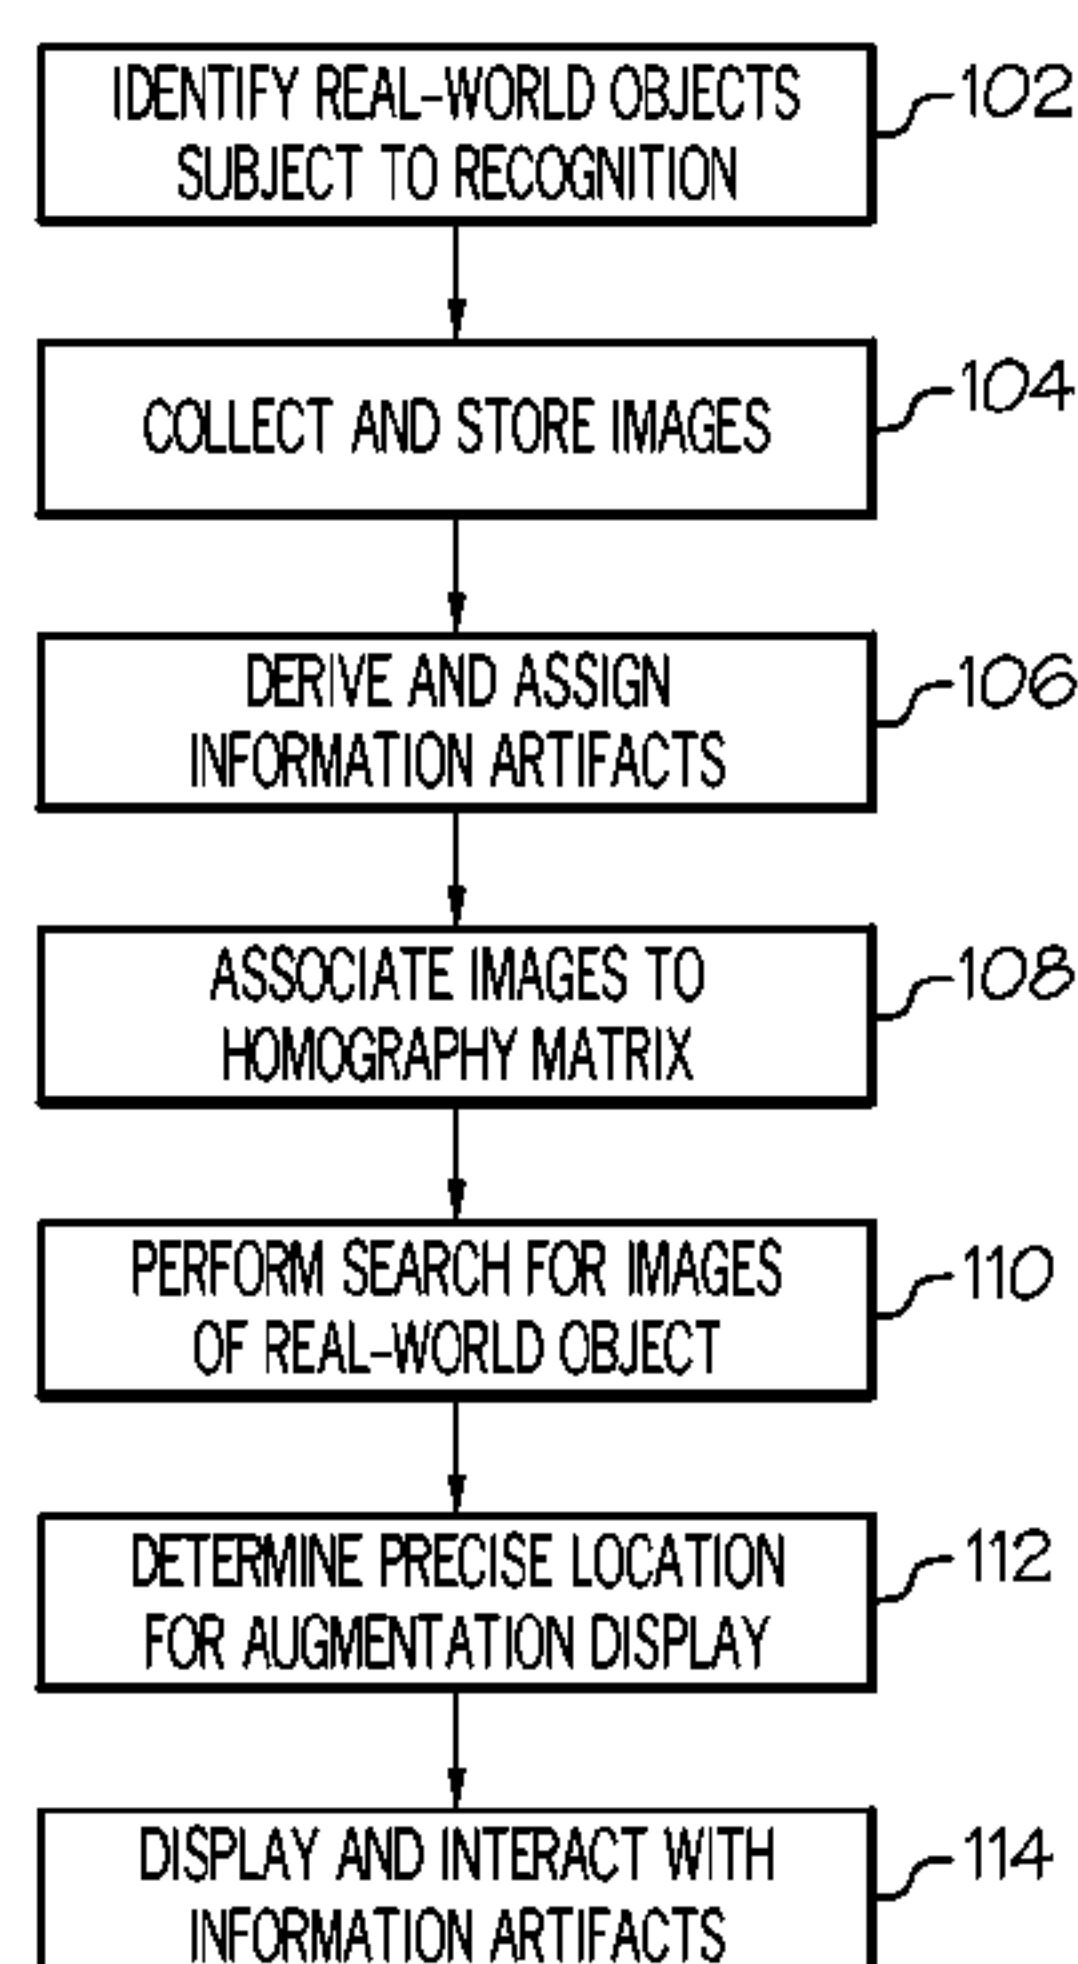 IDENTIFY REAL-WORLD OBJECTS
SUBJECT TO RECOGNITION
102
COLLECT AND STORE IMAGES
104
DERIVE AND ASSIGN
INFORMATION ARTIFACTS
106
ASSOCIATE IMAGES TO
HOMOGRAPHY MATRIX
108
PERFORM SEARCH FOR IMAGES
OF REAL-WORLD OBJECT
110
DETERMINE PRECISE LOCATION
FOR AUGMENTATION DISPLAY
112
DISPLAY AND INTERACT WITH
INFORMATION ARTIFACTS
114